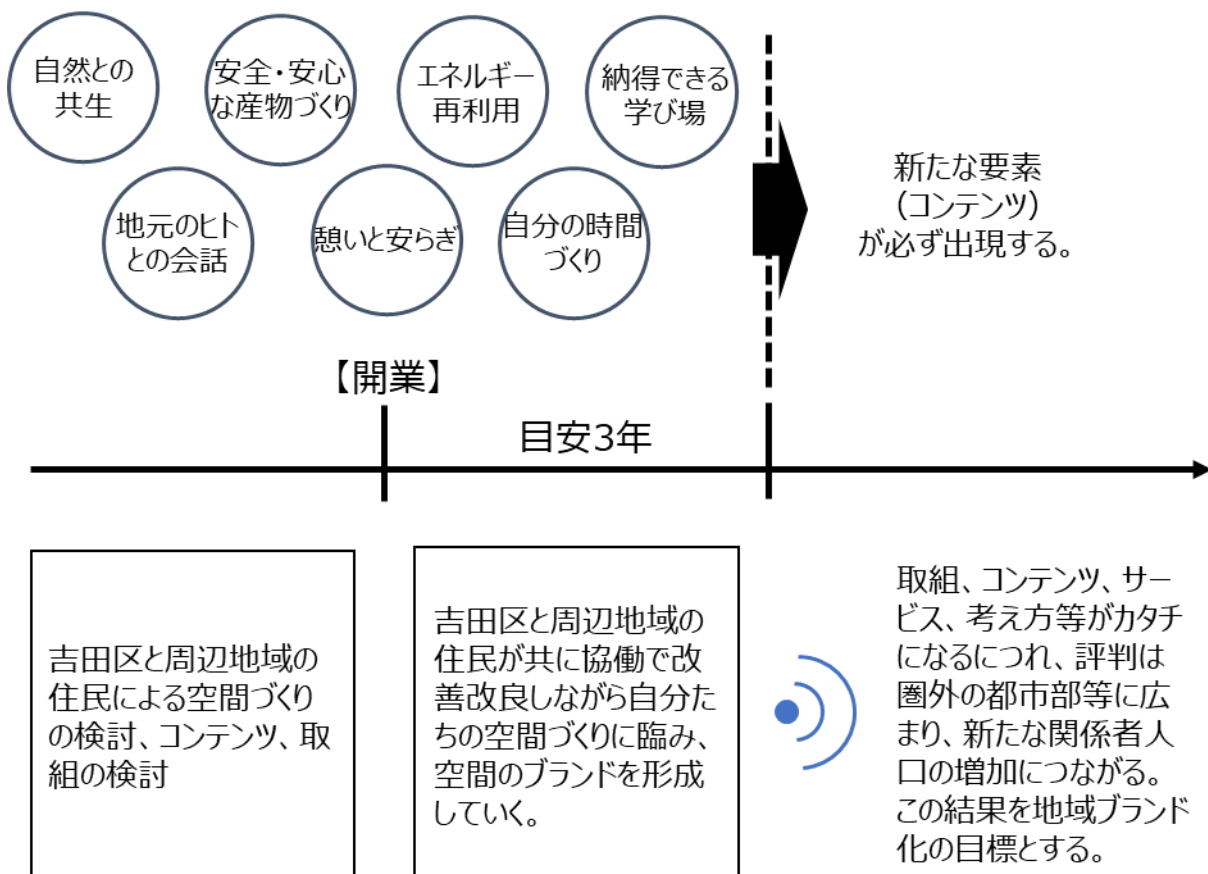 自然との
共生
安全・安心
な産物づくり
エネルギー
再利用
納得できる
学び場
地元のヒト
との会話
憩いと安らぎ
自分の時間
づくり
新たな要素
（コンテンツ）
が必ず出現する。
【開業】
目安3年
吉田区と周辺地域の
住民による空間づくり
の検討、コンテンツ、取
組の検討
吉田区と周辺地域の
住民が共に協働で改
善改良しながら自分た
ちの空間づくりに臨み、
空間のブランドを形成
していく。
取組、コンテンツ、サー
ビス、考え方等がカタチ
になるにつれ、評判は
圏外の都市部等に広
まり、新たな関係者人
口の増加につながる。
この結果を地域ブランド
化の目標とする。